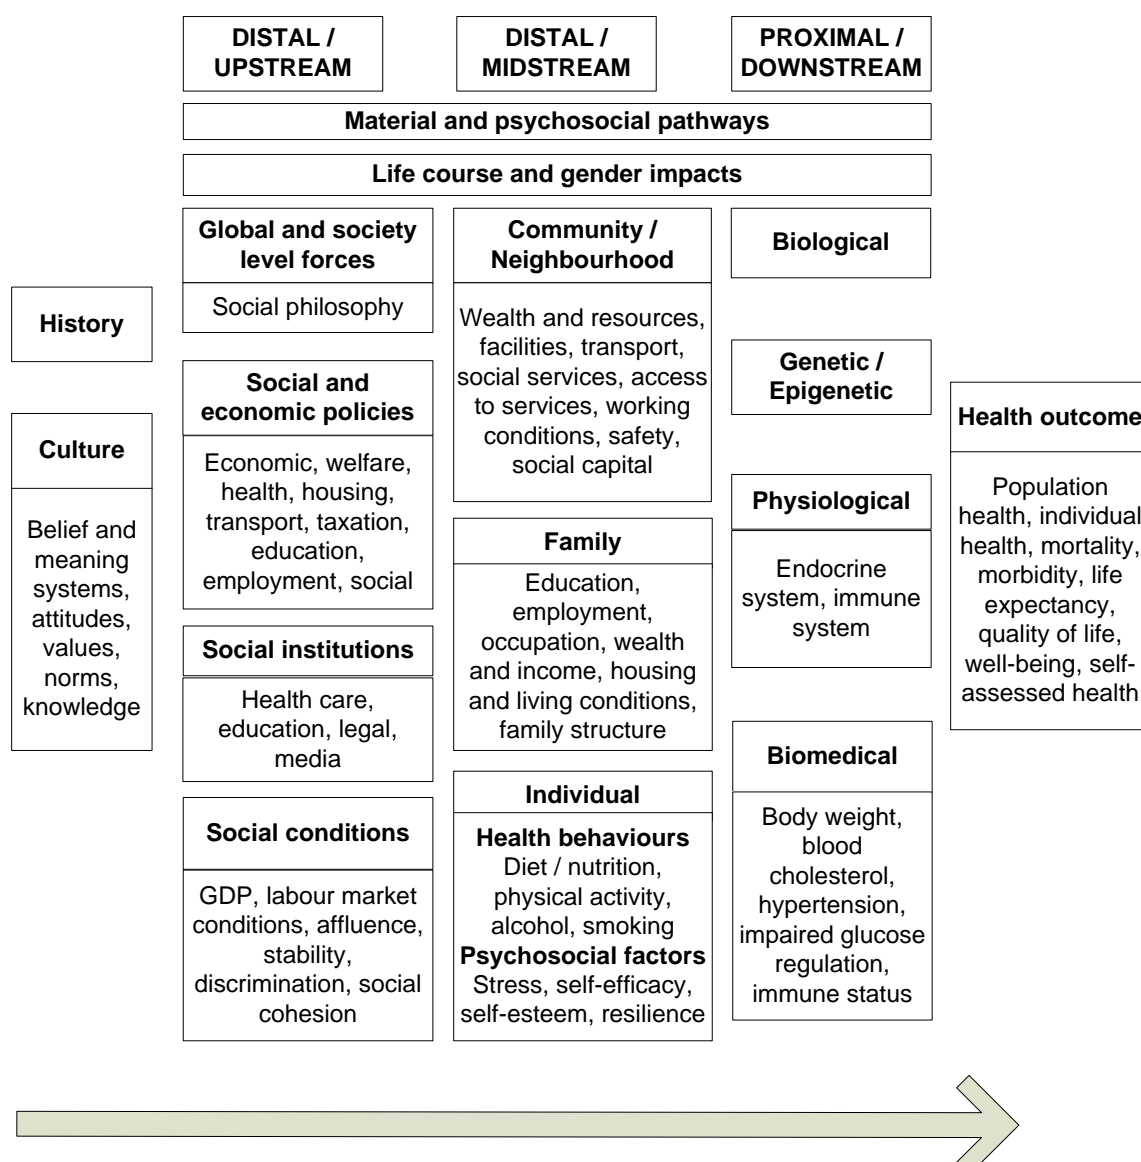 DISTAL /
UPSTREAM
DISTAL /
MIDSTREAM
PROXIMAL /
DOWNSTREAM
Material and psychosocial pathways
Life course and gender impacts
History
Culture
Belief and
meaning
systems,
attitudes,
values,
norms,
knowledge
Global and society
level forces
Social philosophy
Social and
economic policies
Economic, welfare,
health, housing,
transport, taxation,
education,
employment, social
Social institutions
Health care,
education, legal,
media
Social conditions
GDP, labour market
conditions, affluence,
stability,
discrimination, social
cohesion
Community /
Neighbourhood
Wealth and resources,
facilities, transport,
social services, access
to services, working
conditions, safety,
social capital
Family
Education,
employment,
occupation, wealth
and income, housing
and living conditions,
family structure
Individual
Health behaviours
Diet / nutrition,
physical activity,
alcohol, smoking
Psychosocial factors
Stress, self-efficacy,
self-esteem, resilience
Biological
Genetic /
Epigenetic
Physiological
Endocrine
system, immune
system
Biomedical
Body weight,
blood
cholesterol,
hypertension,
impaired glucose
regulation,
immune status
Health outcome
Population
health, individual
health, mortality,
morbidity, life
expectancy,
quality of life,
well-being, self-
assessed health